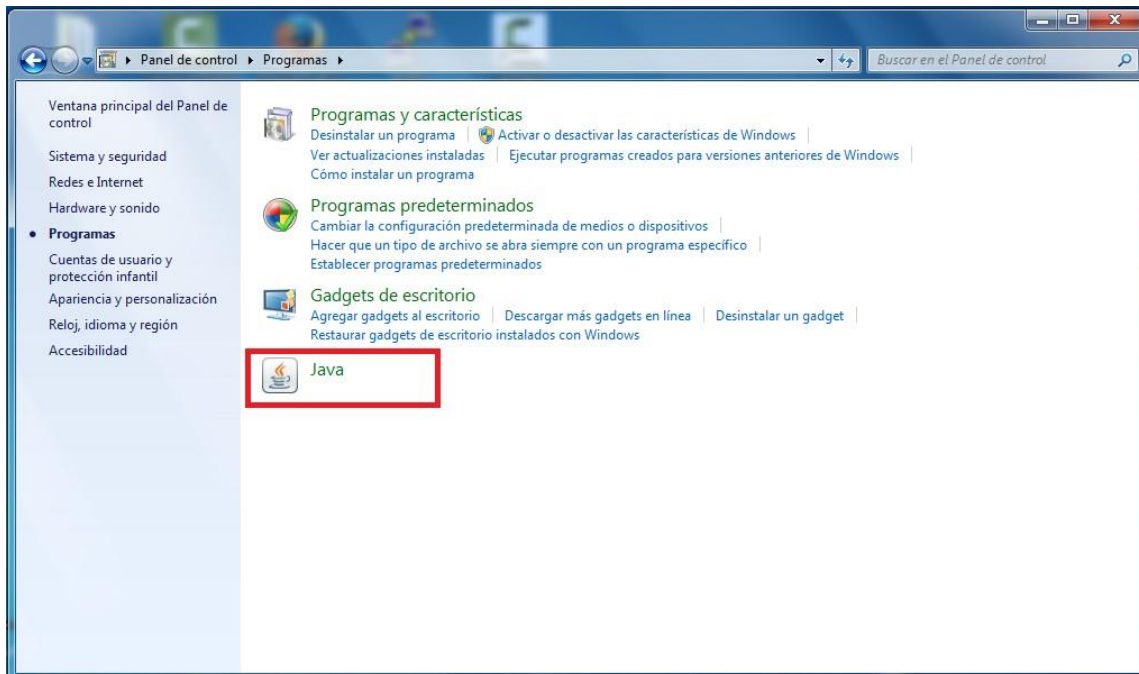 Panel de control Programas
Buscar en el Panel de control
Ventana principal del Panel de
control
Sistema y seguridad
Redes e Internet
Hardware y sonido
Programas
Cuentas de usuario y
protección infantil
Apariencia y personalización
Reloj, idioma y región
Accesibilidad
Programas y características
Desinstalar un programa Activar o desactivar las características de Windows
Ver actualizaciones instaladas Ejecutar programas creados para versiones anteriores de Windows
Cómo instalar un programa
Programas predeterminados
Cambiar la configuración predeterminada de medios o dispositivos
Hacer que un tipo de archivo se abra siempre con un programa específico
Establecer programas predeterminados
Gadgets de escritorio
Agregar gadgets al escritorio Descargar más gadgets en línea Desinstalar un gadget
Restaurar gadgets de escritorio instalados con Windows
Java